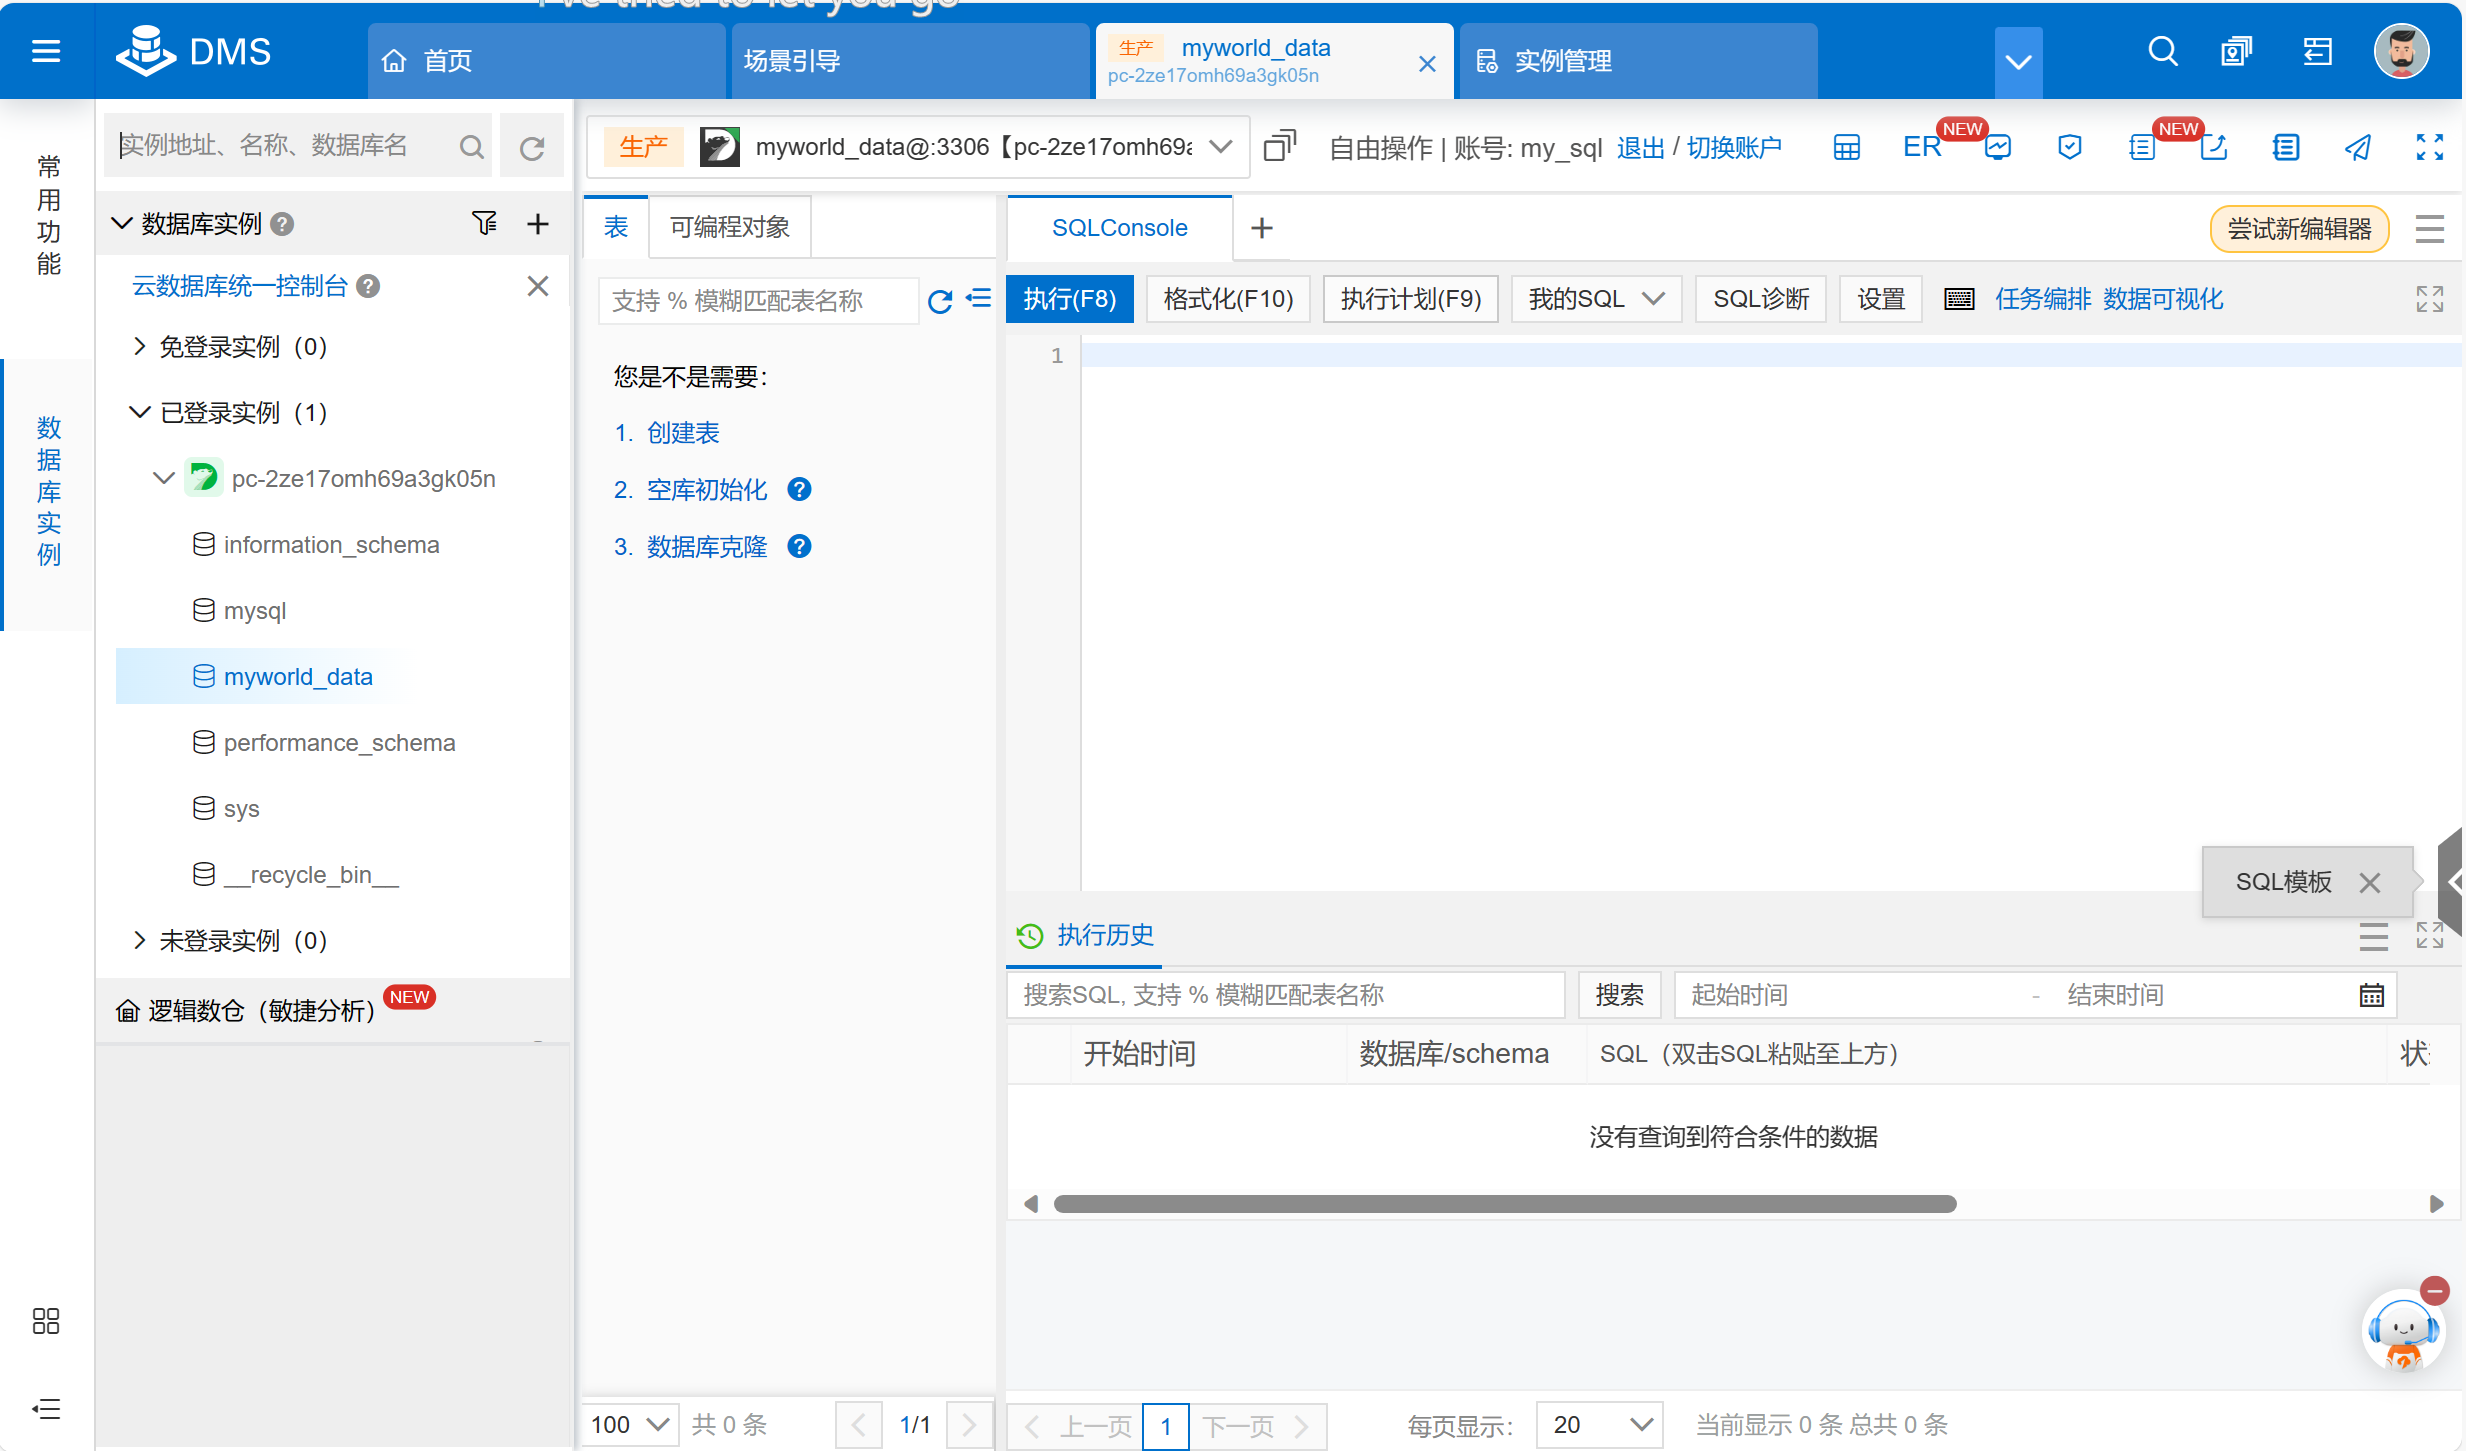 I've tried to let you go
DMS
首页
场景引导
生产
myworld_data
pc-2ze17omh69a3gk05n
实例管理
常用功能
数据库实例
实例地址、名称、数据库名
数据库实例
云数据库统一控制台
免登录实例（0）
已登录实例（1）
pc-2ze17omh69a3gk05n
information_schema
mysql
myworld_data
performance_schema
sys
__recycle_bin__
未登录实例（0）
逻辑数仓（敏捷分析）
NEW
生产
myworld_data@:3306【pc-2ze17omh69a
自由操作 | 账号: my_sql 退出 / 切换账户
ER
NEW
NEW
表
可编程对象
支持 % 模糊匹配表名称
您是不是需要：
1. 创建表
2. 空库初始化
3. 数据库克隆
100
共 0 条
1/1
SQLConsole
尝试新编辑器
执行(F8)
格式化(F10)
执行计划(F9)
我的SQL
SQL诊断
设置
任务编排
数据可视化
1
SQL模板
执行历史
搜索SQL, 支持 % 模糊匹配表名称
搜索
起始时间
-
结束时间
开始时间
数据库/schema
SQL（双击SQL粘贴至上方）
没有查询到符合条件的数据
上一页
1
下一页
每页显示：
20
当前显示 0 条 总共 0 条